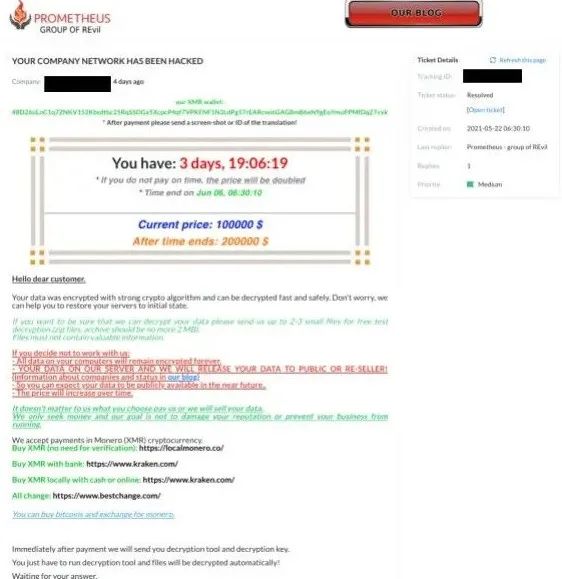 PROMETHEUS
GROUP OF REvil
OUR BLOG
YOUR COMPANY NETWORK HAS BEEN HACKED
Company:
4 days ago
your XMR wallet:
* After payment please send a screen-shot or ID of the translation!
You have: 3 days, 19:06:19
* If you do not pay on time, the price will be doubled
* Time end on Jun 06, 06:30:10
Current price: 100000 $
After time ends: 200000 $
Hello dear customer.
Your data was encrypted with strong crypto algorithm and can be decrypted fast and safely. Don't worry, we
can help you to restore your servers to initial state.
If you want to be sure that we can decrypt your data please send us up to 2-3 small files for free test
decryption (zip files, archive should be no more 2 MB).
Files must not contain valuable information.
If you decide not to work with us:
- All data on your computers will remain encrypted forever.
- YOUR DATA ON OUR SERVER AND WE WILL RELEASE YOUR DATA TO PUBLIC OR RE-SELLER!
(information about companies and status in our blog)
- So you can expect your data to be publicly available in the near future..
- The price will increase over time.
It doesn't matter to us what you choose pay us or we will sell your data.
We only seek money and our goal is not to damage your reputation or prevent your business from
running.
We accept payments in Monero (XMR) cryptocurrency.
Buy XMR (no need for verification): https://localmonero.co/
Buy XMR with bank: https://www.kraken.com/
Buy XMR locally with cash or online: https://www.kraken.com/
All change: https://www.bestchange.com/
You can buy bitcoins and exchange for monero.
Immediately after payment we will send you decryption tool and decryption key.
You just have to run decryption tool and files will be decrypted automatically!
Waiting for your answer.
Ticket Details
Refresh this page
Tracking ID:
Ticket status:
Resolved
[Open ticket]
Created on:
2021-05-22 06:30:10
Last replier:
Prometheus - group of REvil
Replies:
1
Priority:
Medium